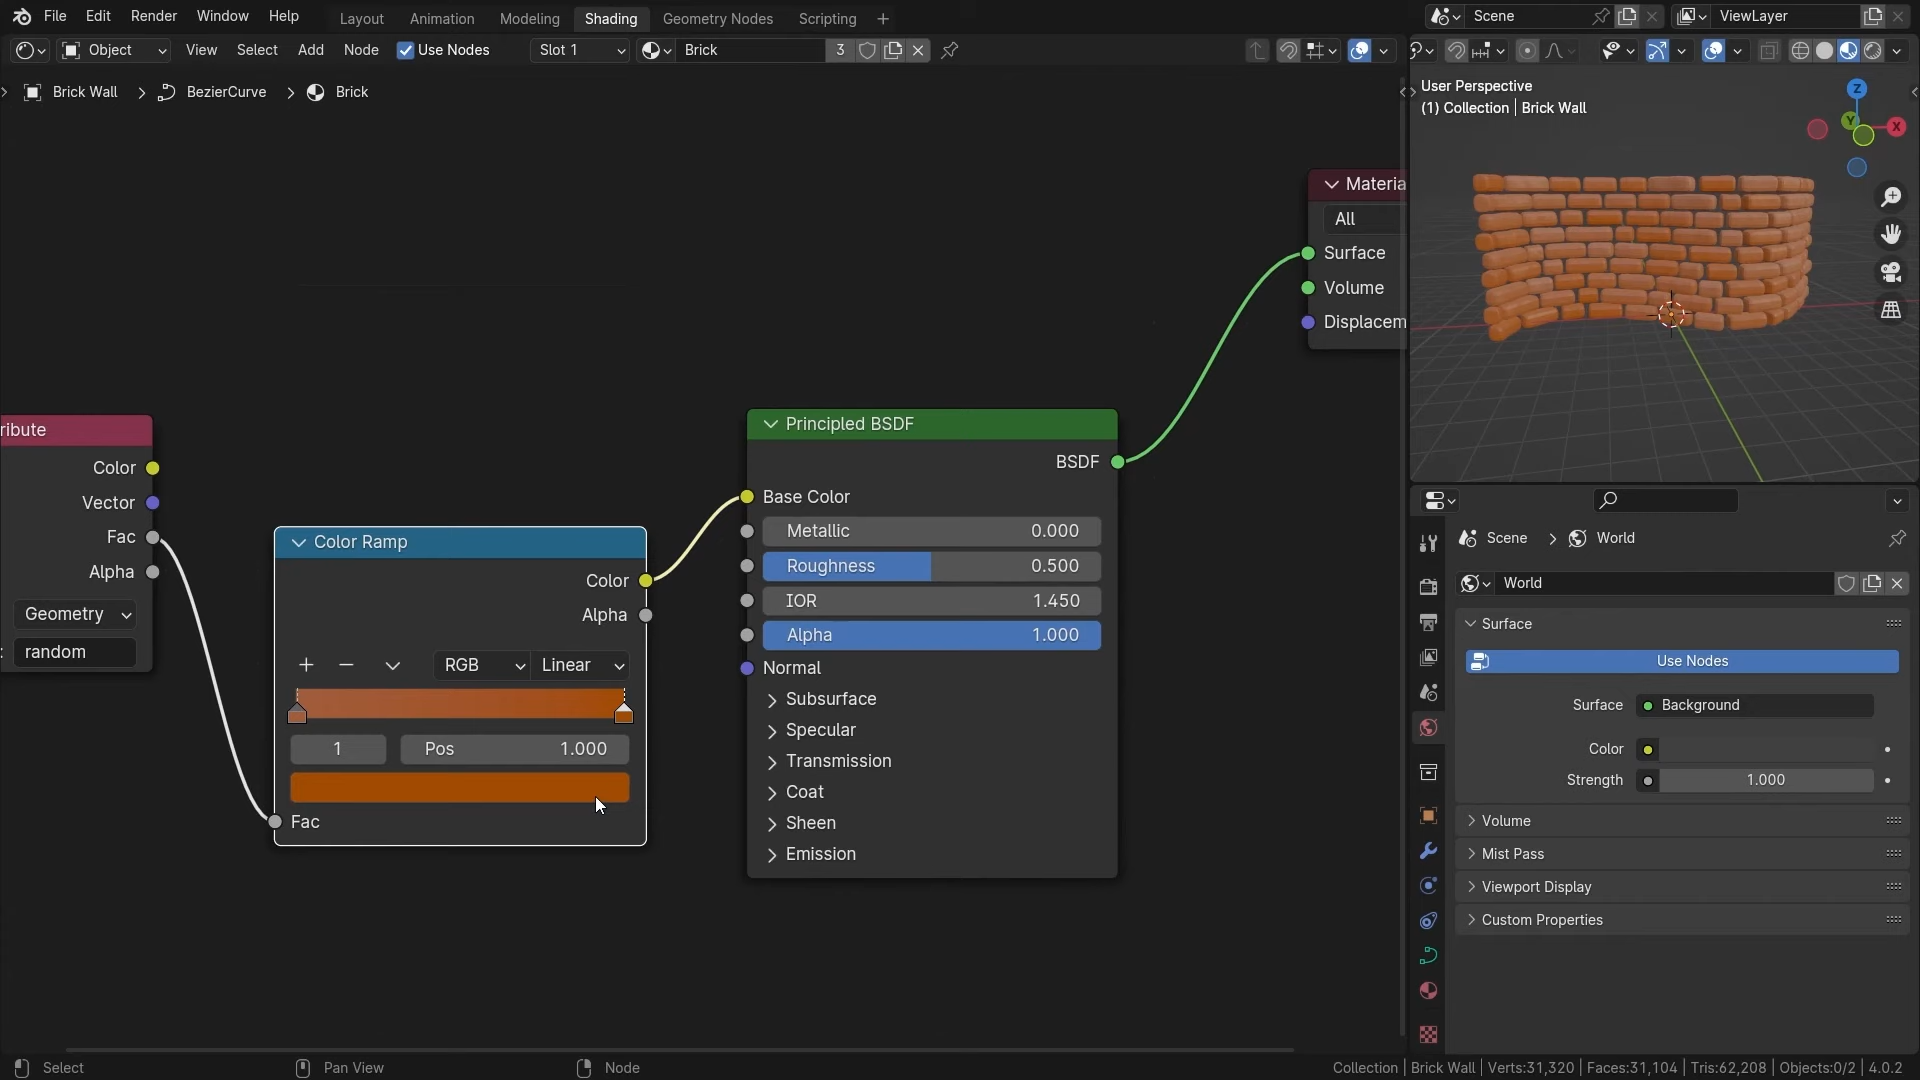 File Edit Render Window Help
Layout Animation Modeling Shading Geometry Nodes Scripting
Scene
ViewLayer
Object View Select Add Node Use Nodes Slot 1 Brick 3
Brick Wall > BezierCurve > Brick
User Perspective
(1) Collection | Brick Wall
Z
Y
X
Materia
All
Surface
Volume
Displacem
ribute
Color
Vector
Fac
Alpha
Geometry
random
Color Ramp
Color
Alpha
RGB Linear
1 Pos 1.000
Fac
Principled BSDF
BSDF
Base Color
Metallic 0.000
Roughness 0.500
IOR 1.450
Alpha 1.000
Normal
Subsurface
Specular
Transmission
Coat
Sheen
Emission
Scene > World
World
Surface
Use Nodes
Surface Background
Color
Strength 1.000
Volume
Mist Pass
Viewport Display
Custom Properties
Select Pan View Node
Collection | Brick Wall | Verts:31,320 | Faces:31,104 | Tris:62,208 | Objects:0/2 | 4.0.2